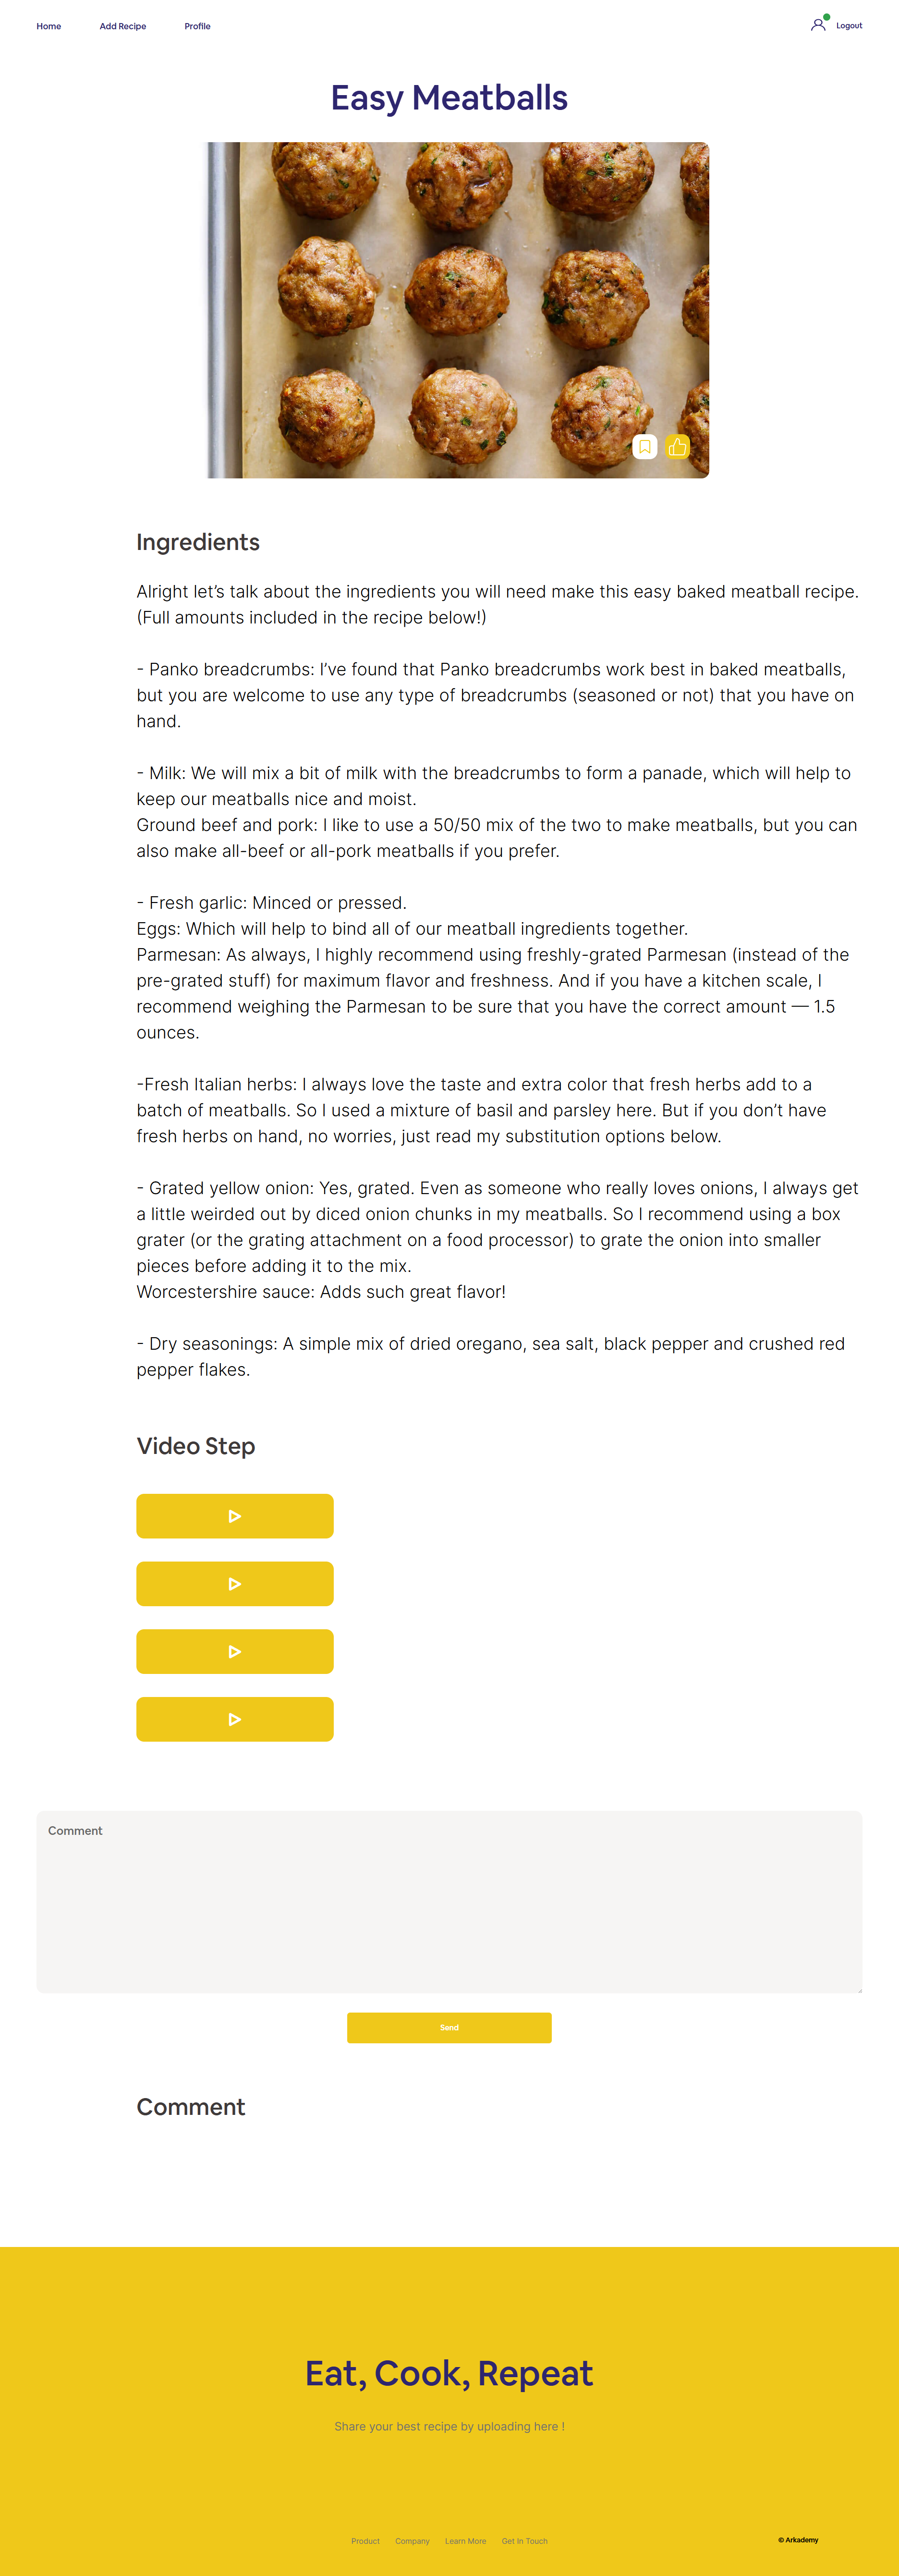 Home Add Recipe Profile Logout
Easy Meatballs
Ingredients
Alright let’s talk about the ingredients you will need make this easy baked meatball recipe.
(Full amounts included in the recipe below!)
- Panko breadcrumbs: I’ve found that Panko breadcrumbs work best in baked meatballs,
but you are welcome to use any type of breadcrumbs (seasoned or not) that you have on
hand.
- Milk: We will mix a bit of milk with the breadcrumbs to form a panade, which will help to
keep our meatballs nice and moist.
Ground beef and pork: I like to use a 50/50 mix of the two to make meatballs, but you can
also make all-beef or all-pork meatballs if you prefer.
- Fresh garlic: Minced or pressed.
Eggs: Which will help to bind all of our meatball ingredients together.
Parmesan: As always, I highly recommend using freshly-grated Parmesan (instead of the
pre-grated stuff) for maximum flavor and freshness. And if you have a kitchen scale, I
recommend weighing the Parmesan to be sure that you have the correct amount — 1.5
ounces.
-Fresh Italian herbs: I always love the taste and extra color that fresh herbs add to a
batch of meatballs. So I used a mixture of basil and parsley here. But if you don’t have
fresh herbs on hand, no worries, just read my substitution options below.
- Grated yellow onion: Yes, grated. Even as someone who really loves onions, I always get
a little weirded out by diced onion chunks in my meatballs. So I recommend using a box
grater (or the grating attachment on a food processor) to grate the onion into smaller
pieces before adding it to the mix.
Worcestershire sauce: Adds such great flavor!
- Dry seasonings: A simple mix of dried oregano, sea salt, black pepper and crushed red
pepper flakes.
Video Step
Comment
Send
Comment
Eat, Cook, Repeat
Share your best recipe by uploading here !
Product Company Learn More Get In Touch © Arkademy